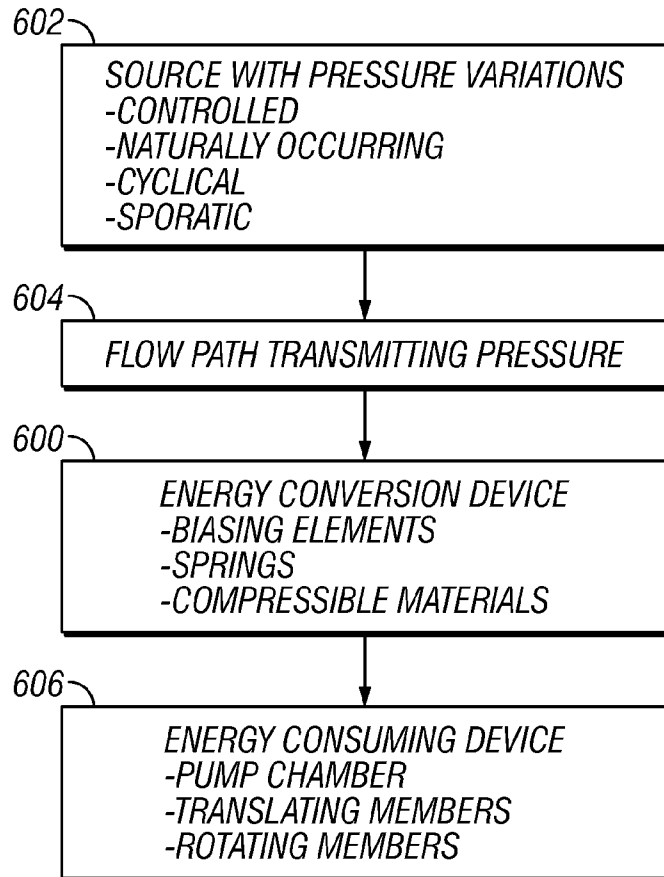 602
SOURCE WITH PRESSURE VARIATIONS
-CONTROLLED
-NATURALLY OCCURRING
-CYCLICAL
-SPORATIC
604
FLOW PATH TRANSMITTING PRESSURE
600
ENERGY CONVERSION DEVICE
-BIASING ELEMENTS
-SPRINGS
-COMPRESSIBLE MATERIALS
606
ENERGY CONSUMING DEVICE
-PUMP CHAMBER
-TRANSLATING MEMBERS
-ROTATING MEMBERS